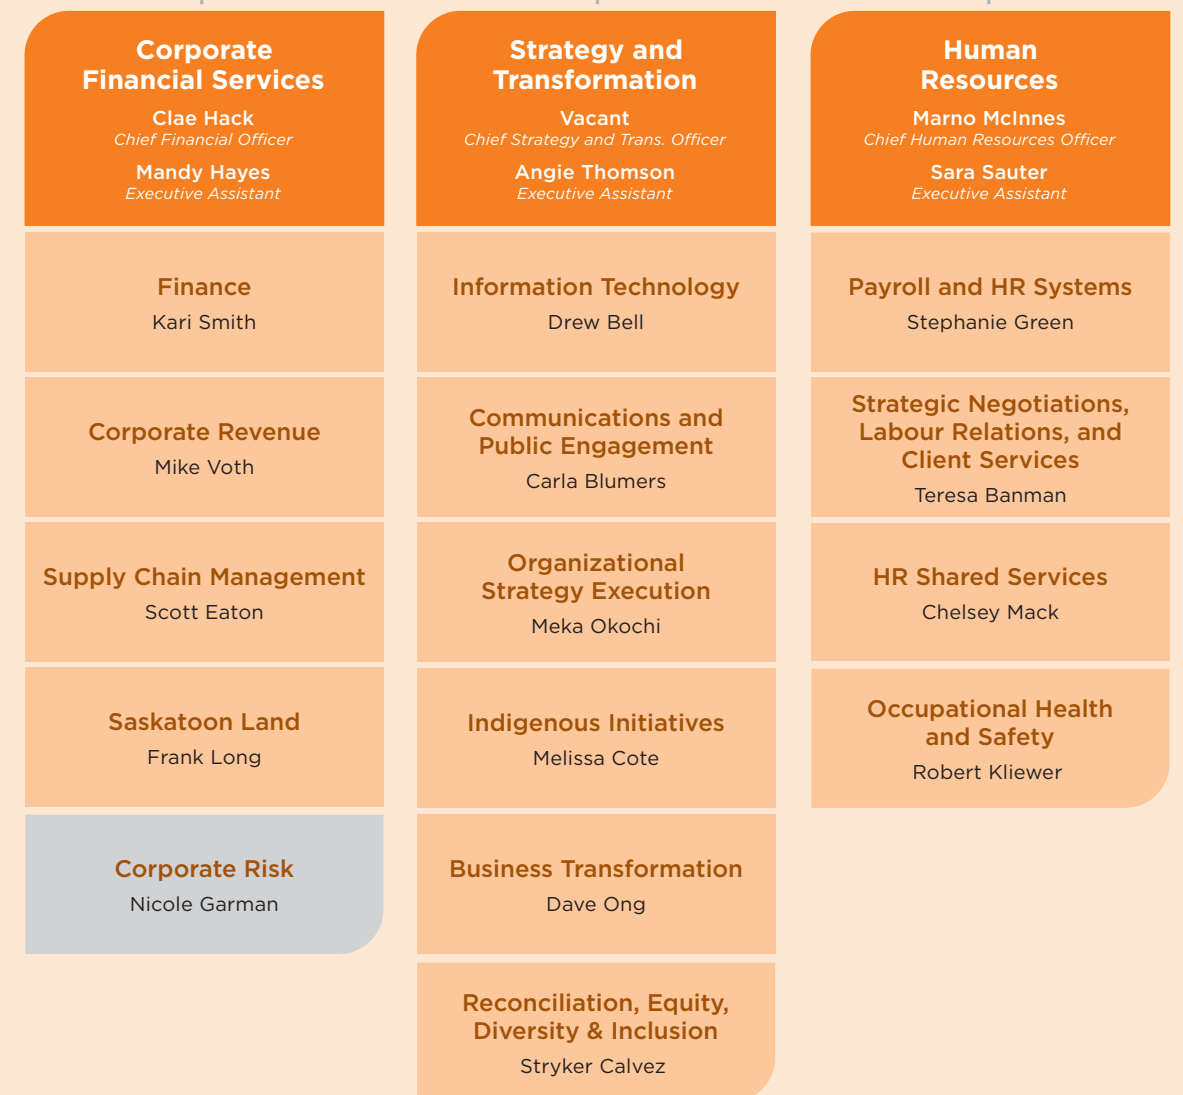 Corporate
Financial Services
Clae Hack
Chief Financial Officer
Mandy Hayes
Executive Assistant
Finance
Kari Smith
Corporate Revenue
Mike Voth
Supply Chain Management
Scott Eaton
Saskatoon Land
Frank Long
Corporate Risk
Nicole Garman
Strategy and
Transformation
Vacant
Chief Strategy and Trans. Officer
Angie Thomson
Executive Assistant
Information Technology
Drew Bell
Communications and
Public Engagement
Carla Blumers
Organizational
Strategy Execution
Meka Okochi
Indigenous Initiatives
Melissa Cote
Business Transformation
Dave Ong
Reconciliation, Equity,
Diversity & Inclusion
Stryker Calvez
Human
Resources
Marno McInnes
Chief Human Resources Officer
Sara Sauter
Executive Assistant
Payroll and HR Systems
Stephanie Green
Strategic Negotiations,
Labour Relations, and
Client Services
Teresa Banman
HR Shared Services
Chelsey Mack
Occupational Health
and Safety
Robert Kliewer